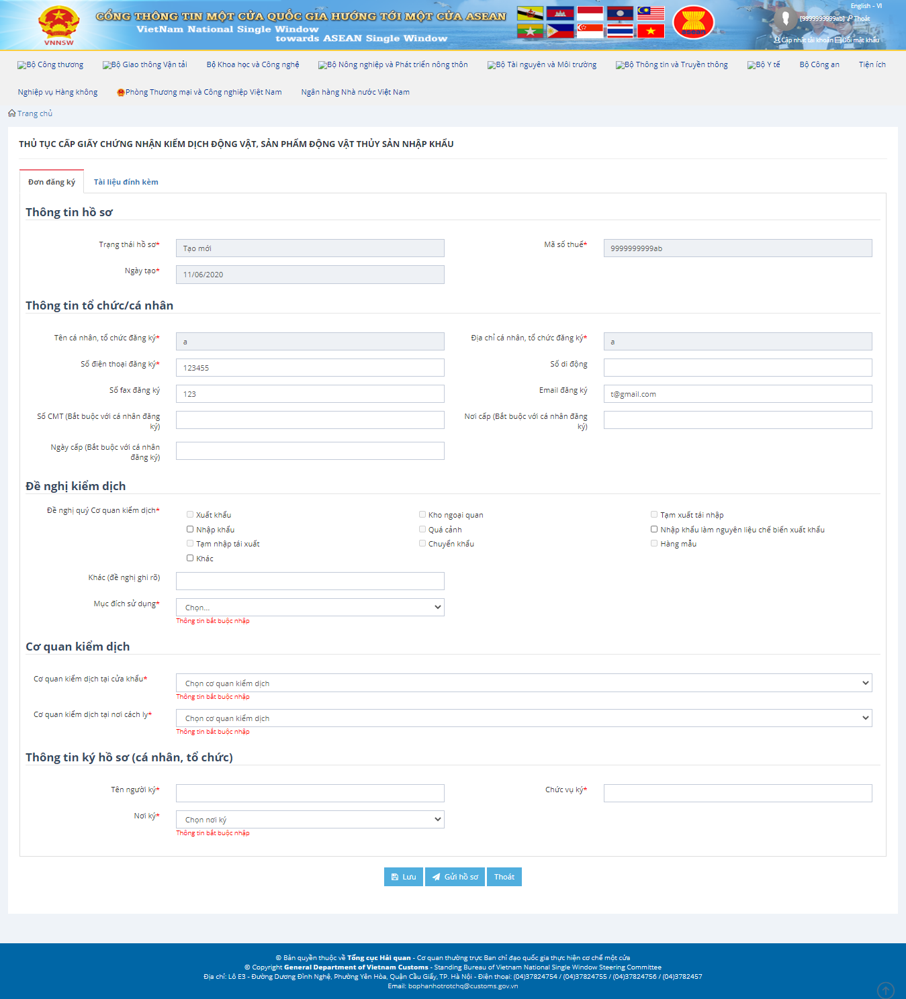 VNNSW
CỔNG THÔNG TIN MỘT CỬA QUỐC GIA HƯỚNG TỚI MỘT CỬA ASEAN
VietNam National Single Window
towards ASEAN Single Window
asean
English - VI
[9999999999ab] Thoát
Cập nhật tài khoản Đổi mật khẩu
Bộ Công thương Bộ Giao thông Vận tải Bộ Khoa học và Công nghệ Bộ Nông nghiệp và Phát triển nông thôn Bộ Tài nguyên và Môi trường Bộ Thông tin và Truyền thông Bộ Y tế Bộ Công an Tiện ích
Nghiệp vụ Hàng không Phòng Thương mại và Công nghiệp Việt Nam Ngân hàng Nhà nước Việt Nam
Trang chủ
THỦ TỤC CẤP GIẤY CHỨNG NHẬN KIỂM DỊCH ĐỘNG VẬT, SẢN PHẨM ĐỘNG VẬT THỦY SẢN NHẬP KHẨU
Đơn đăng ký Tài liệu đính kèm
Thông tin hồ sơ
Trạng thái hồ sơ* Tạo mới Mã số thuế* 9999999999ab
Ngày tạo* 11/06/2020
Thông tin tổ chức/cá nhân
Tên cá nhân, tổ chức đăng ký* a Địa chỉ cá nhân, tổ chức đăng ký* a
Số điện thoại đăng ký* 123455 Số di động
Số fax đăng ký 123 Email đăng ký t@gmail.com
Số CMT (Bắt buộc với cá nhân đăng ký) Nơi cấp (Bắt buộc với cá nhân đăng ký)
Ngày cấp (Bắt buộc với cá nhân đăng ký)
Đề nghị kiểm dịch
Đề nghị quý Cơ quan kiểm dịch*
Xuất khẩu Kho ngoại quan Tạm xuất tái nhập
Nhập khẩu Quá cảnh Nhập khẩu làm nguyên liệu chế biến xuất khẩu
Tạm nhập tái xuất Chuyển khẩu Hàng mẫu
Khác
Khác (đề nghị ghi rõ)
Mục đích sử dụng* Chọn...
Thông tin bắt buộc nhập
Cơ quan kiểm dịch
Cơ quan kiểm dịch tại cửa khẩu* Chọn cơ quan kiểm dịch
Thông tin bắt buộc nhập
Cơ quan kiểm dịch tại nơi cách ly* Chọn cơ quan kiểm dịch
Thông tin bắt buộc nhập
Thông tin ký hồ sơ (cá nhân, tổ chức)
Tên người ký* Chức vụ ký*
Nơi ký* Chọn nơi ký
Thông tin bắt buộc nhập
Lưu Gửi hồ sơ Thoát
© Bản quyền thuộc về Tổng cục Hải quan - Cơ quan thường trực Ban chỉ đạo quốc gia thực hiện cơ chế một cửa
© Copyright General Department of Vietnam Customs - Standing Bureau of Vietnam National Single Window Steering Committee
Địa chỉ: Lô E3 - Đường Dương Đình Nghệ, Phường Yên Hòa, Quận Cầu Giấy, TP. Hà Nội - Điện thoại: (04)37824754 / (04)37824755 / (04)37824756 / (04)3782457
Email: bophanhotrotchq@customs.gov.vn